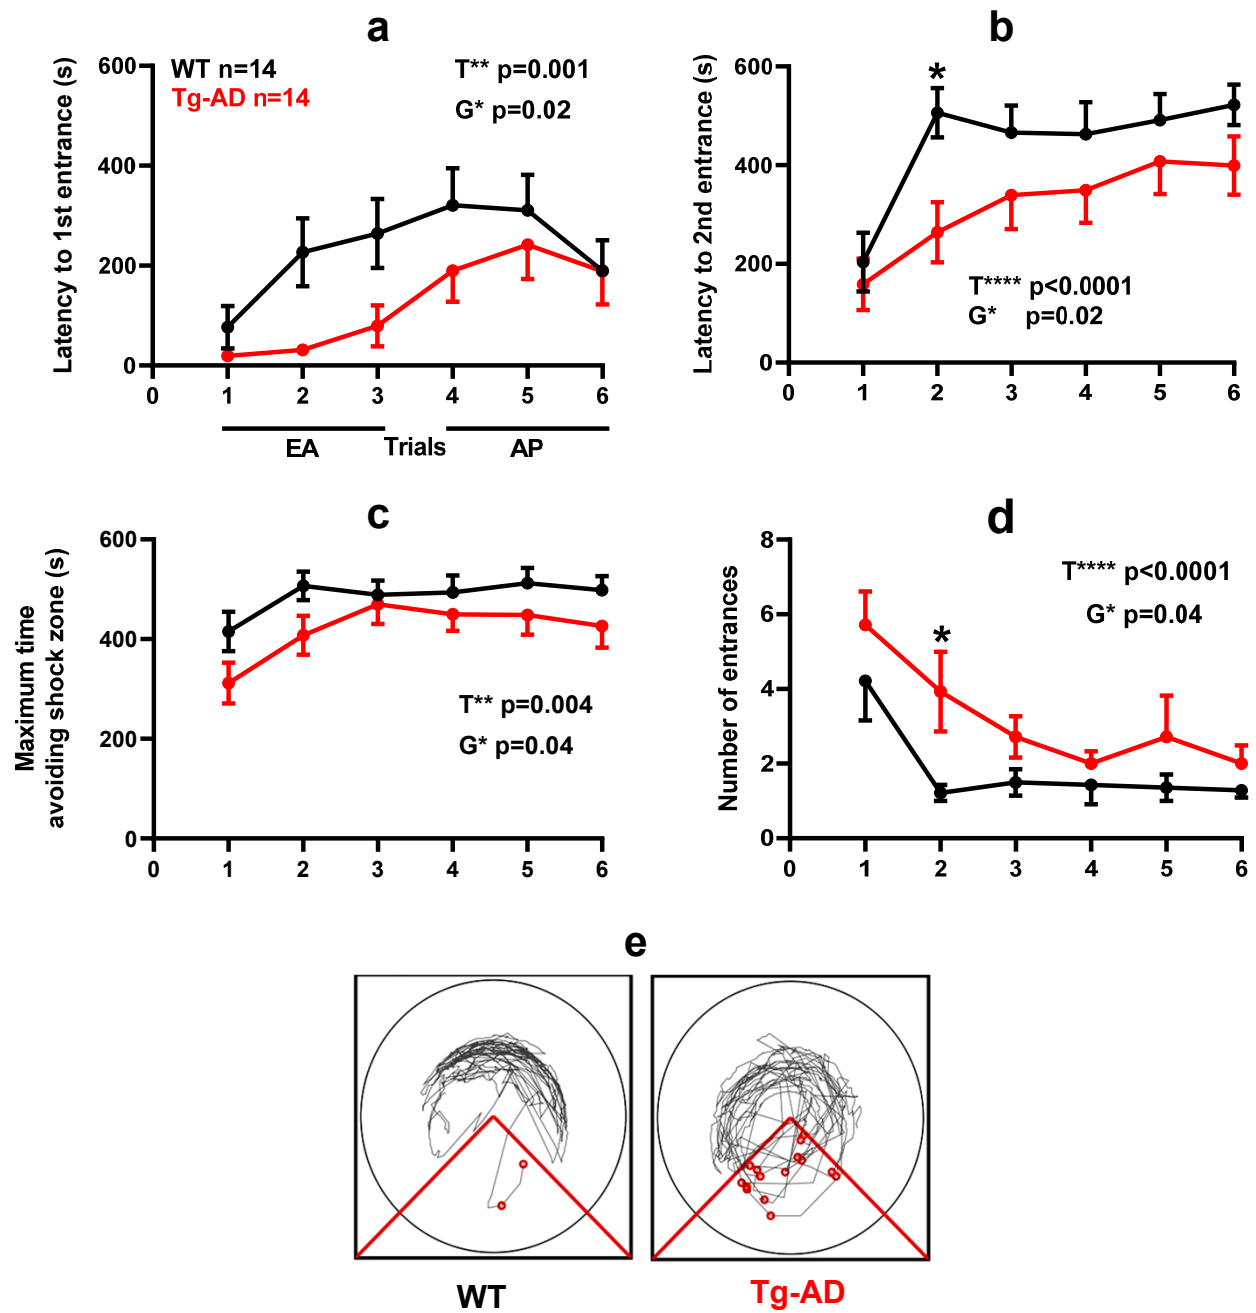 a
Latency to 1st entrance (s)
600
400
200
0
WT n=14
Tg-AD n=14
T** p=0.001
G* p=0.02
0 1 2 3 4 5 6
EA Trials AP
b
Latency to 2nd entrance (s)
600
400
200
0
*
T**** p<0.0001
G* p=0.02
0 1 2 3 4 5 6
c
Maximum time
avoiding shock zone (s)
600
400
200
0
T** p=0.004
G* p=0.04
0 1 2 3 4 5 6
d
Number of entrances
8
6
4
2
0
*
T**** p<0.0001
G* p=0.04
0 1 2 3 4 5 6
e
WT Tg-AD